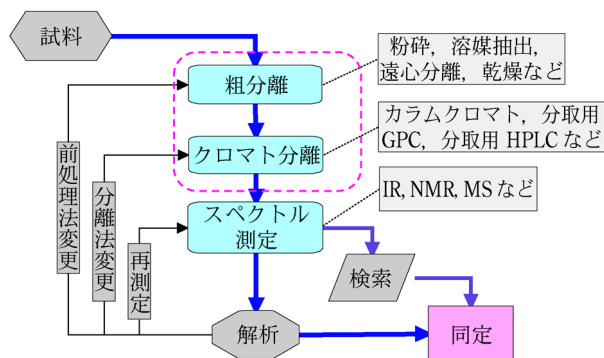 試料
粉砕，溶媒抽出，
遠心分離，乾燥など
粗分離
カラムクロマト，分取用
GPC，分取用 HPLC など
クロマト分離
IR, NMR, MS など
スペクトル
測定
前処理法変更
分離法変更
再測定
検索
解析
同定